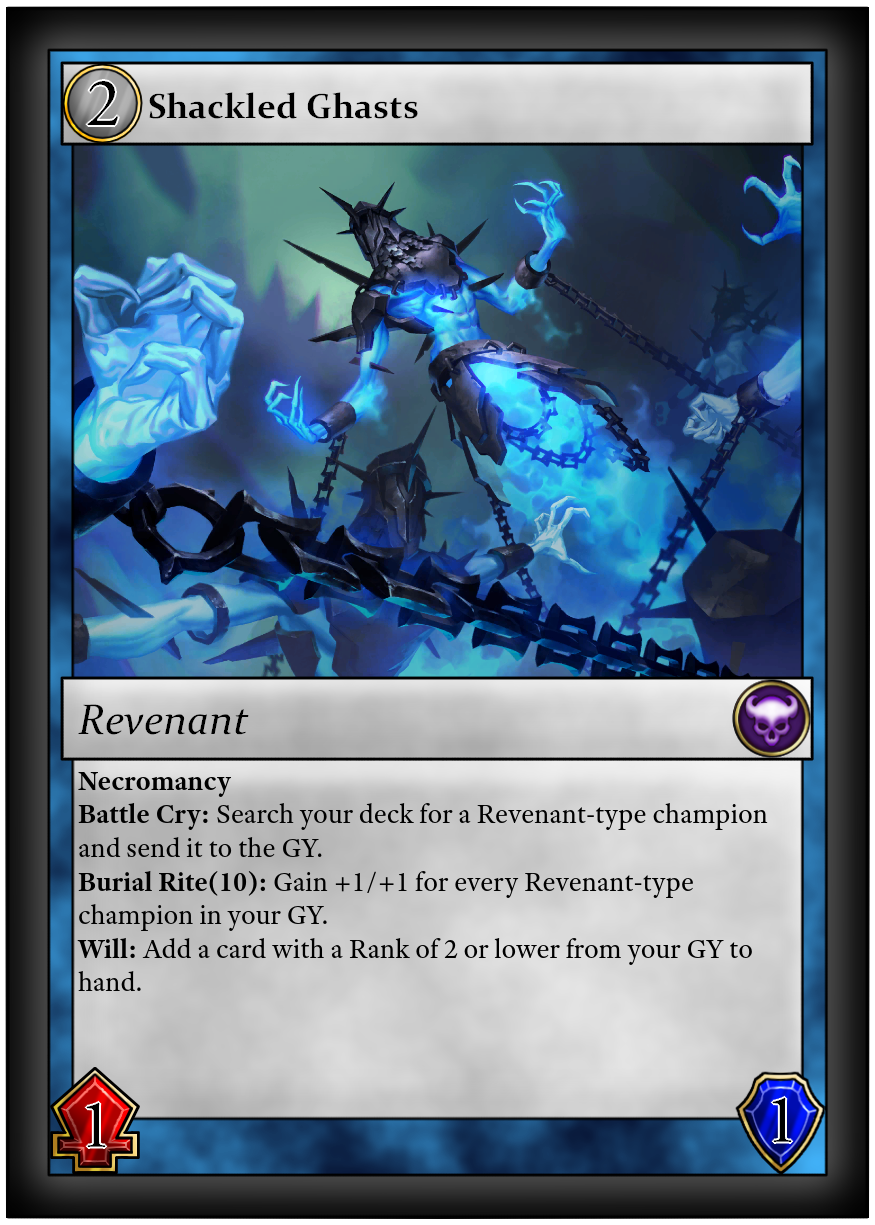 2 Shackled Ghasts
Revenant
Necromancy
Battle Cry: Search your deck for a Revenant-type champion
and send it to the GY.
Burial Rite(10): Gain +1/+1 for every Revenant-type
champion in your GY.
Will: Add a card with a Rank of 2 or lower from your GY to
hand.
1 1